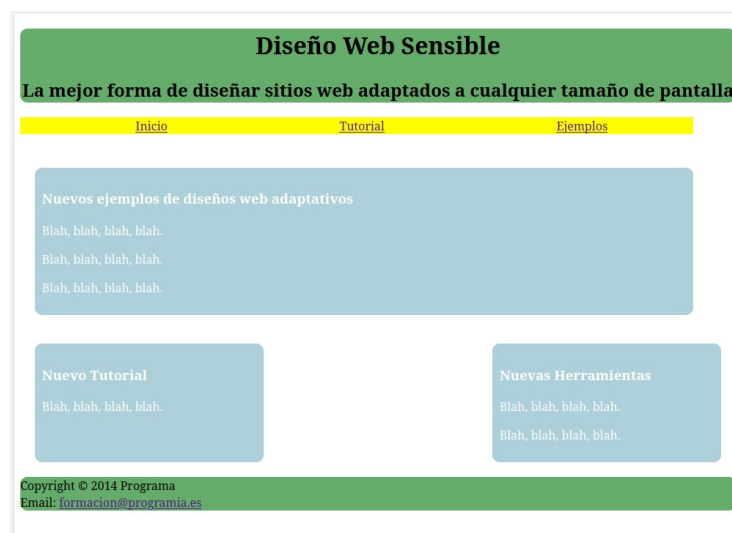 Diseño Web Sensible
La mejor forma de diseñar sitios web adaptados a cualquier tamaño de pantalla
Inicio Tutorial Ejemplos
Nuevos ejemplos de diseños web adaptativos
Blah, blah, blah, blah.
Blah, blah, blah, blah.
Blah, blah, blah, blah.
Nuevo Tutorial
Blah, blah, blah, blah.
Nuevas Herramientas
Blah, blah, blah, blah.
Blah, blah, blah, blah.
Copyright © 2014 Programa
Email: formacion@programia.es